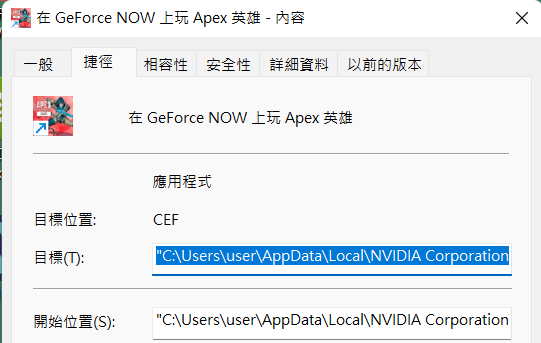 在 GeForce NOW 上玩 Apex 英雄 - 內容
一般 捷徑 相容性 安全性 詳細資料 以前的版本
在 GeForce NOW 上玩 Apex 英雄
應用程式
目標位置: CEF
目標(T): "C:\Users\user\AppData\Local\NVIDIA Corporation
開始位置(S): "C:\Users\user\AppData\Local\NVIDIA Corporation